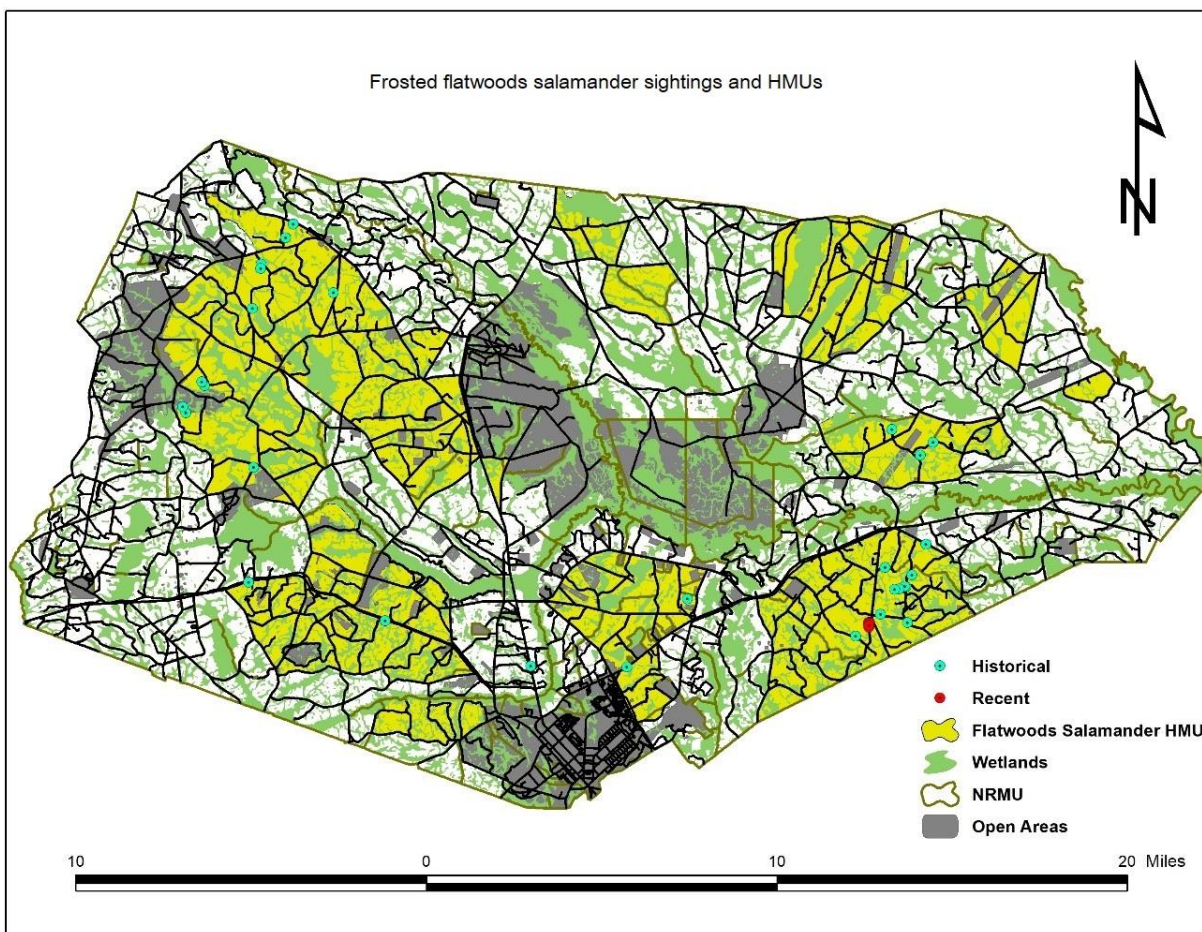 Frosted flatwoods salamander sightings and HMUs
N
Historical
Recent
Flatwoods Salamander HMU
Wetlands
NRMU
Open Areas
10 0 10 20 Miles